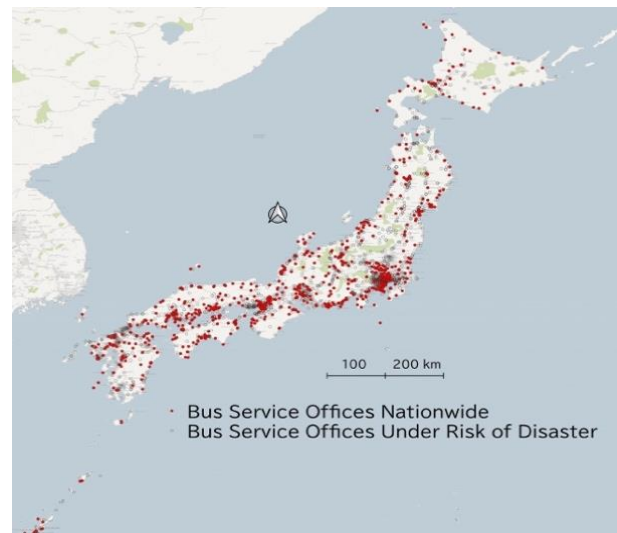 100 200 km
Bus Service Offices Nationwide
Bus Service Offices Under Risk of Disaster